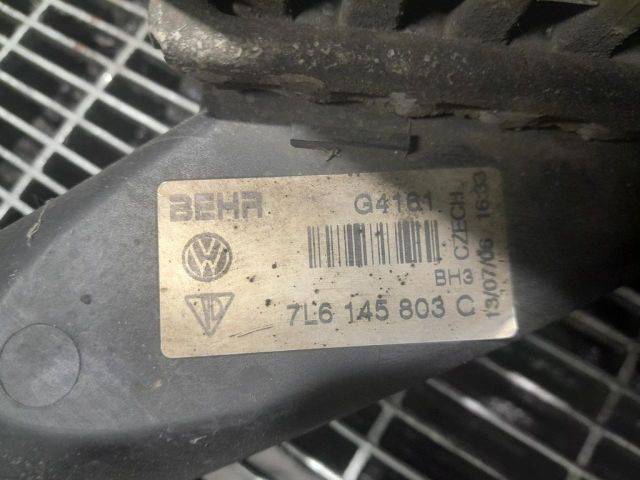 BEHR G4161
CZECH
BH3
7L6 145 803 C
13/07/06 16:33